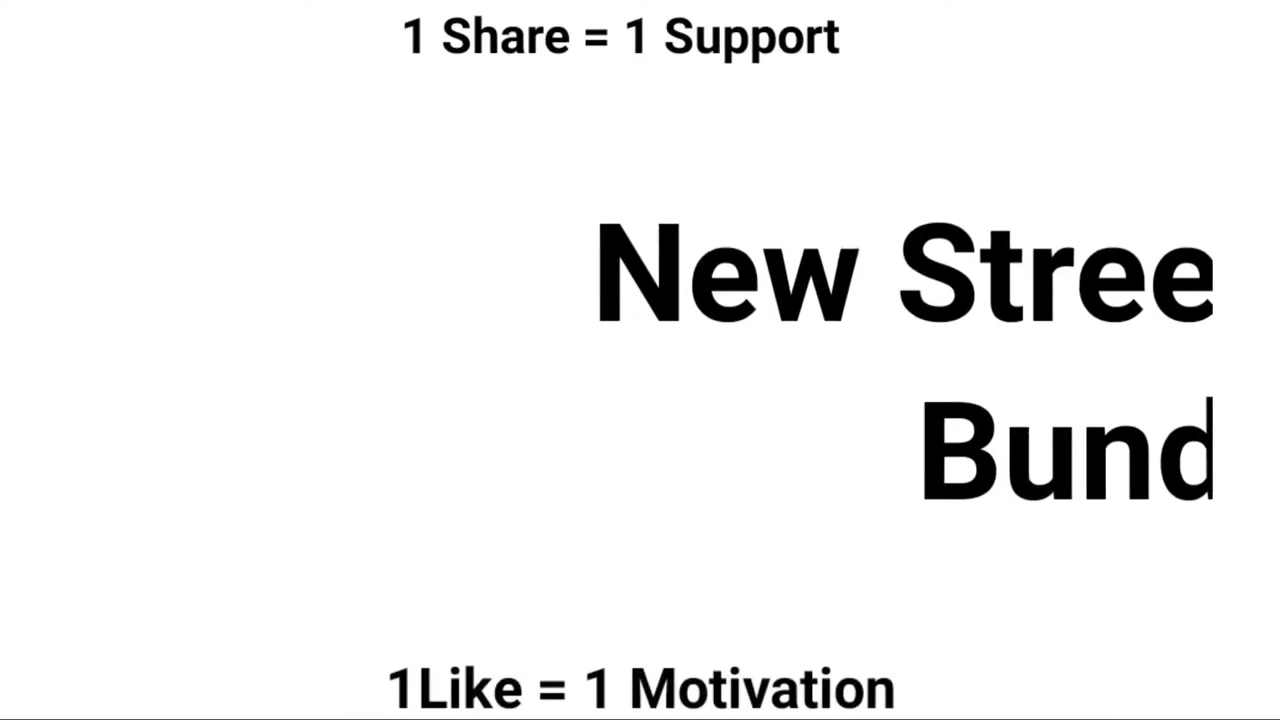 1 Share = 1 Support
New Stree
Bund
1Like = 1 Motivation